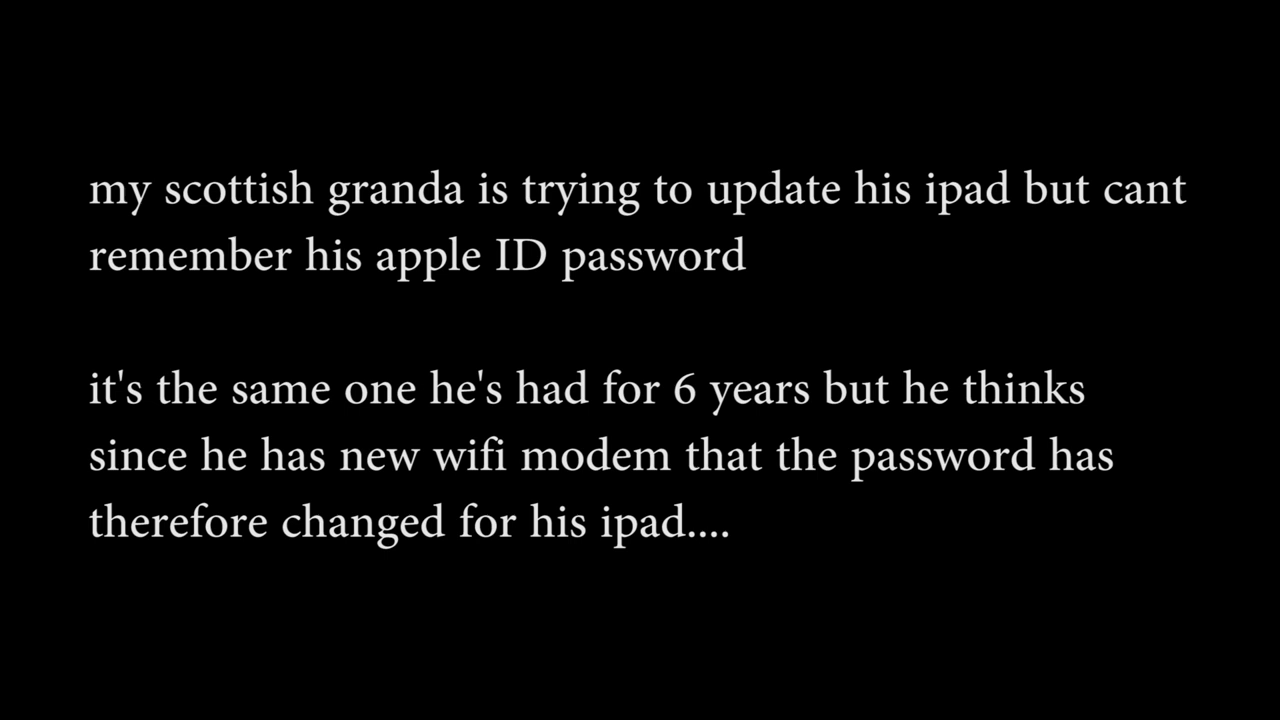 my scottish granda is trying to update his ipad but cant
remember his apple ID password
it's the same one he's had for 6 years but he thinks
since he has new wifi modem that the password has
therefore changed for his ipad....